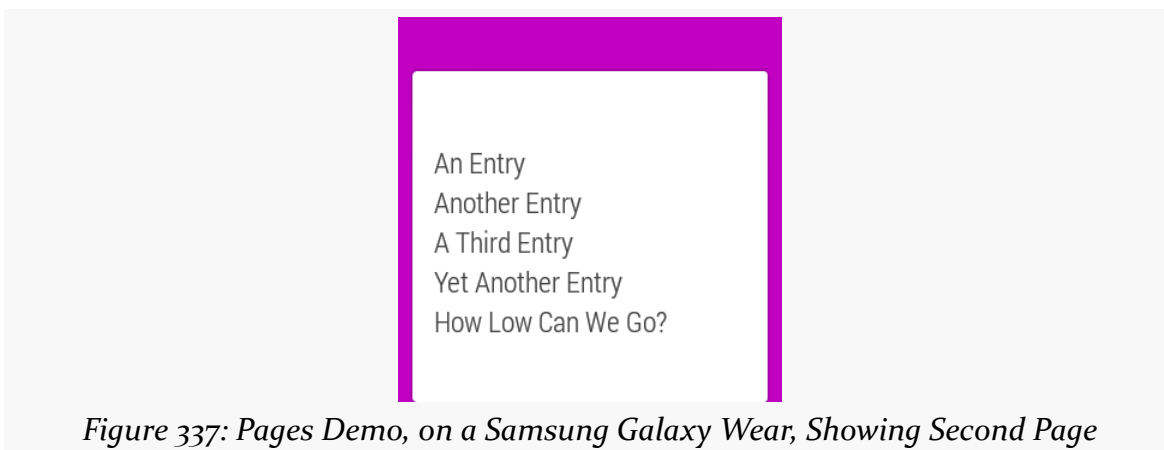 An Entry
Another Entry
A Third Entry
Yet Another Entry
How Low Can We Go?
Figure 337: Pages Demo, on a Samsung Galaxy Wear, Showing Second Page